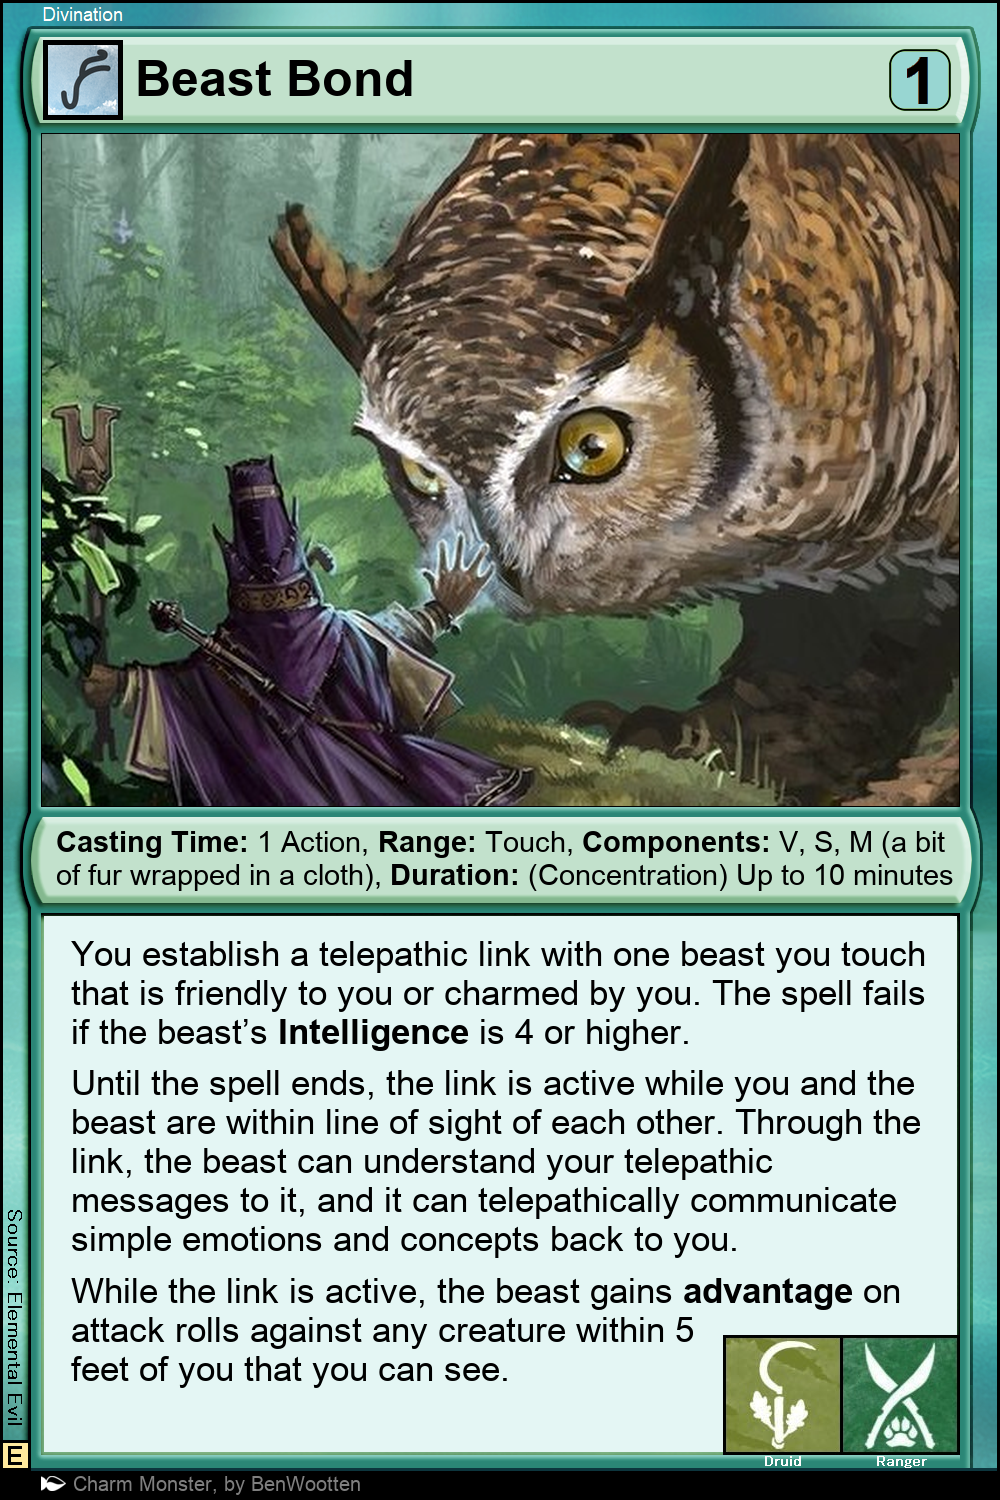 Divination
Beast Bond
1
Casting Time: 1 Action, Range: Touch, Components: V, S, M (a bit
of fur wrapped in a cloth), Duration: (Concentration) Up to 10 minutes
You establish a telepathic link with one beast you touch
that is friendly to you or charmed by you. The spell fails
if the beast’s Intelligence is 4 or higher.
Until the spell ends, the link is active while you and the
beast are within line of sight of each other. Through the
link, the beast can understand your telepathic
messages to it, and it can telepathically communicate
simple emotions and concepts back to you.
While the link is active, the beast gains advantage on
attack rolls against any creature within 5
feet of you that you can see.
Source: Elemental Evil
E
Druid
Ranger
Charm Monster, by BenWootten